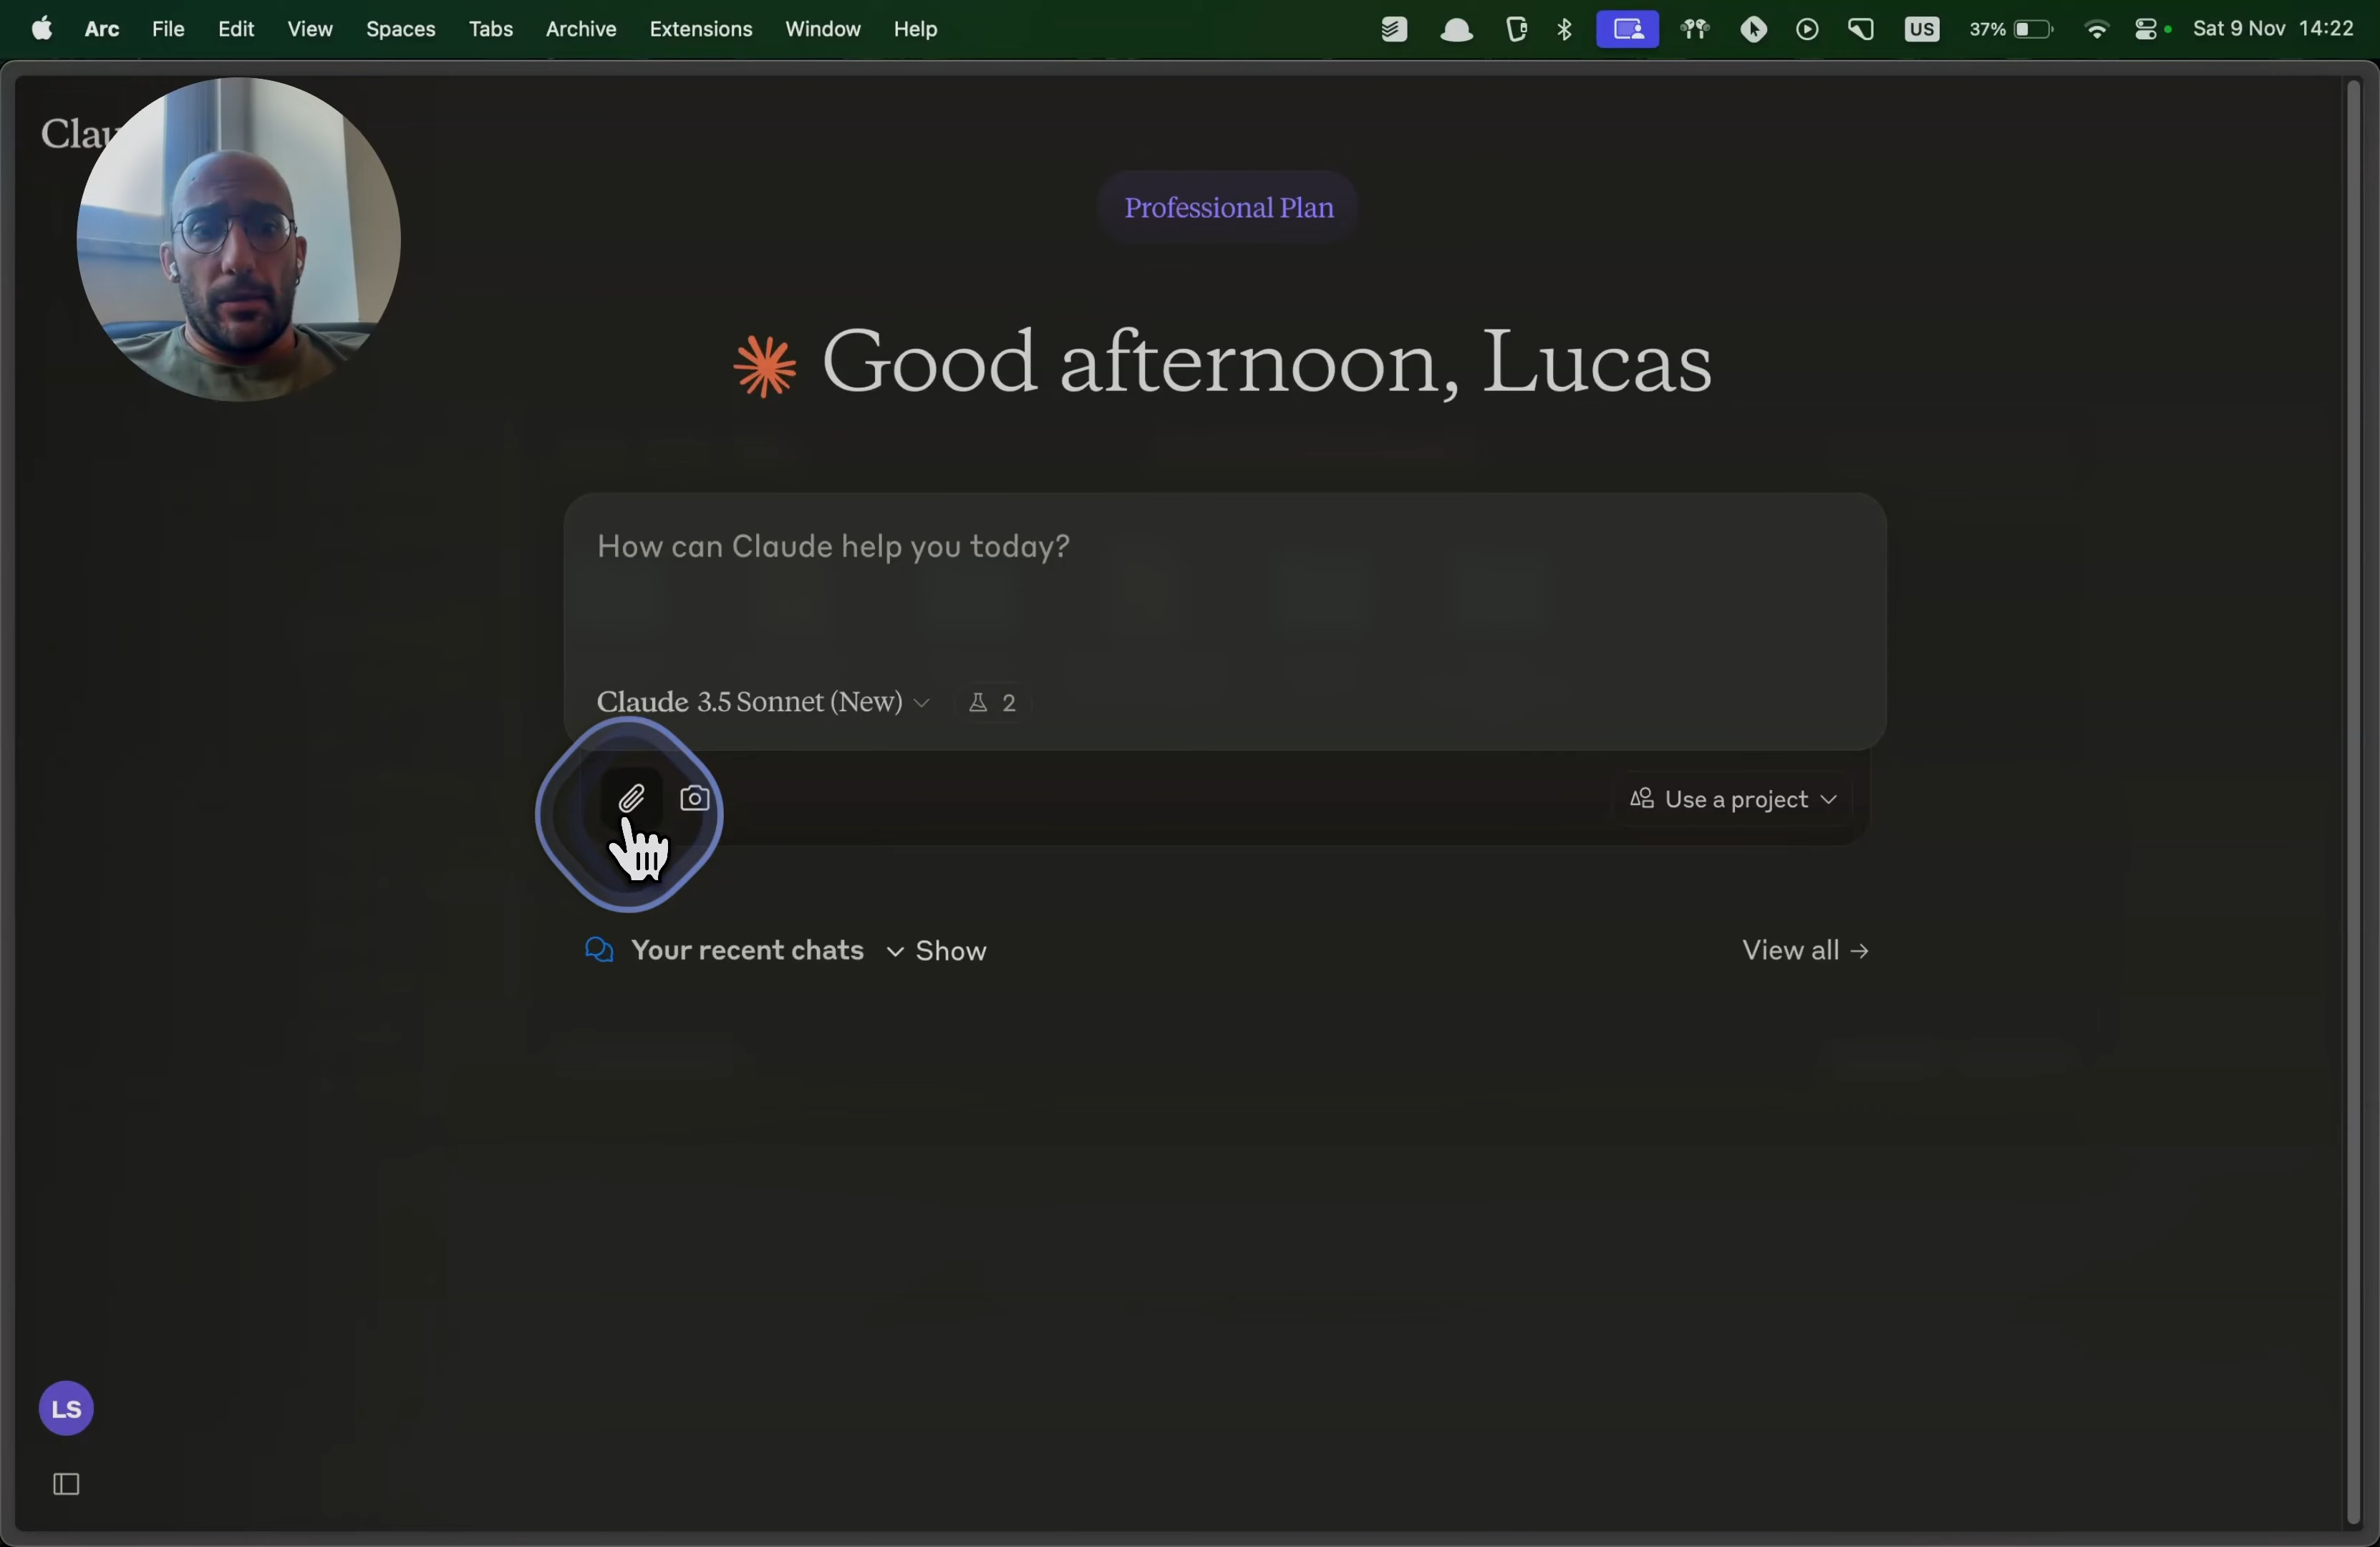 Arc File Edit View Spaces Tabs Archive Extensions Window Help US 37% Sat 9 Nov 14:22
Professional Plan
Good afternoon, Lucas
How can Claude help you today?
Claude 3.5 Sonnet (New) 2
Use a project
Your recent chats Show View all →
LS